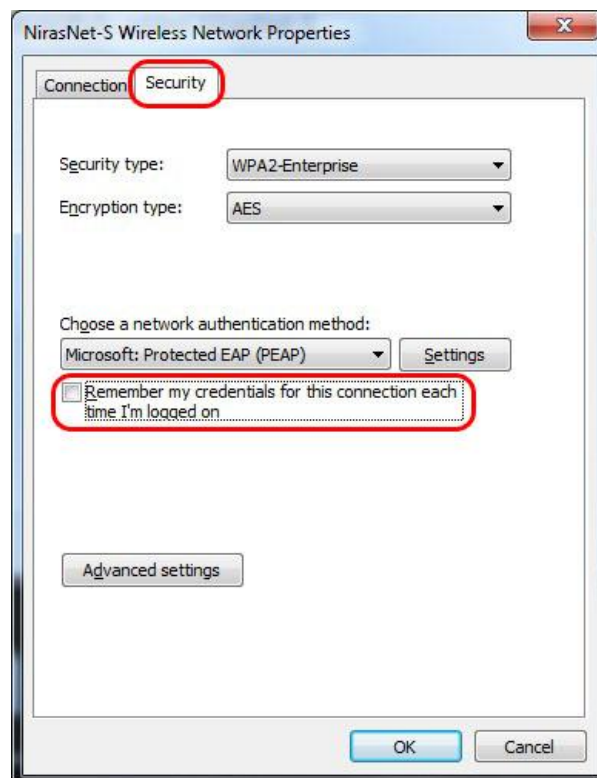 NirasNet-S Wireless Network Properties
Connection Security
Security type: WPA2-Enterprise
Encryption type: AES
Choose a network authentication method:
Microsoft: Protected EAP (PEAP) Settings
Remember my credentials for this connection each
time I'm logged on
Advanced settings
OK Cancel